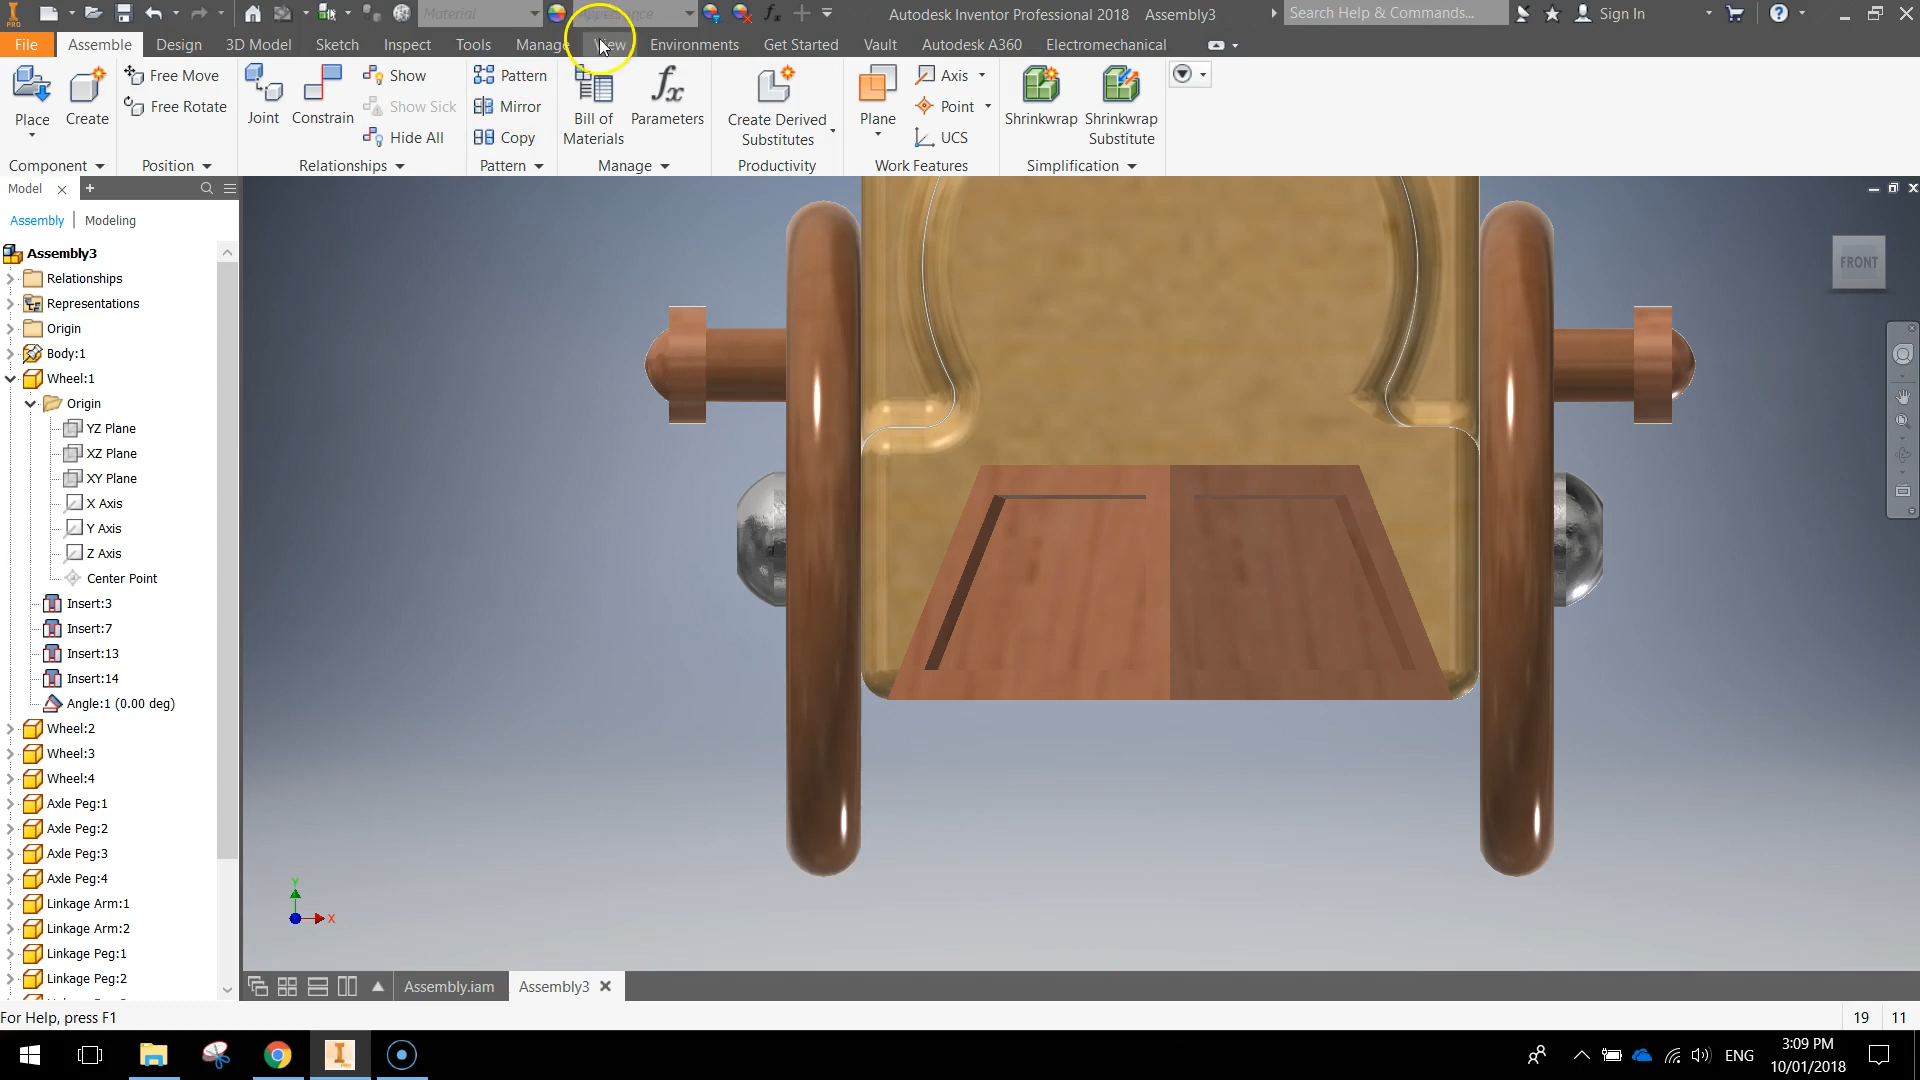 Material
Appearance
fx
Autodesk Inventor Professional 2018 Assembly3
Search Help & Commands...
Sign In
PRO
File Assemble Design 3D Model Sketch Inspect Tools Manage View Environments Get Started Vault Autodesk A360 Electromechanical
Place
Create
Free Move
Free Rotate
Joint
Constrain
Show
Show Sick
Hide All
Pattern
Mirror
Copy
Bill of
Materials
fx
Parameters
Create Derived
Substitutes
Plane
Axis
Point
UCS
Shrinkwrap
Shrinkwrap
Substitute
Component Position Relationships Pattern Manage Productivity Work Features Simplification
Model
Assembly Modeling
Assembly3
Relationships
Representations
Origin
Body:1
Wheel:1
Origin
YZ Plane
XZ Plane
XY Plane
X Axis
Y Axis
Z Axis
Center Point
Insert:3
Insert:7
Insert:13
Insert:14
Angle:1 (0.00 deg)
Wheel:2
Wheel:3
Wheel:4
Axle Peg:1
Axle Peg:2
Axle Peg:3
Axle Peg:4
Linkage Arm:1
Linkage Arm:2
Linkage Peg:1
Linkage Peg:2
FRONT
Y
X
Assembly.iam Assembly3
For Help, press F1
19 11
ENG
3:09 PM
10/01/2018